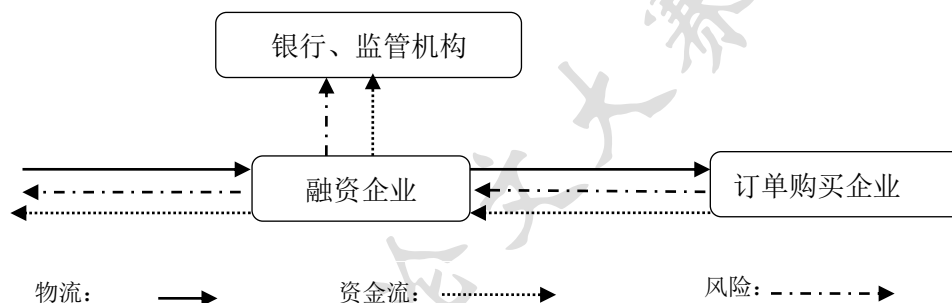 银行、监管机构
融资企业
订单购买企业
物流：
资金流：
风险：